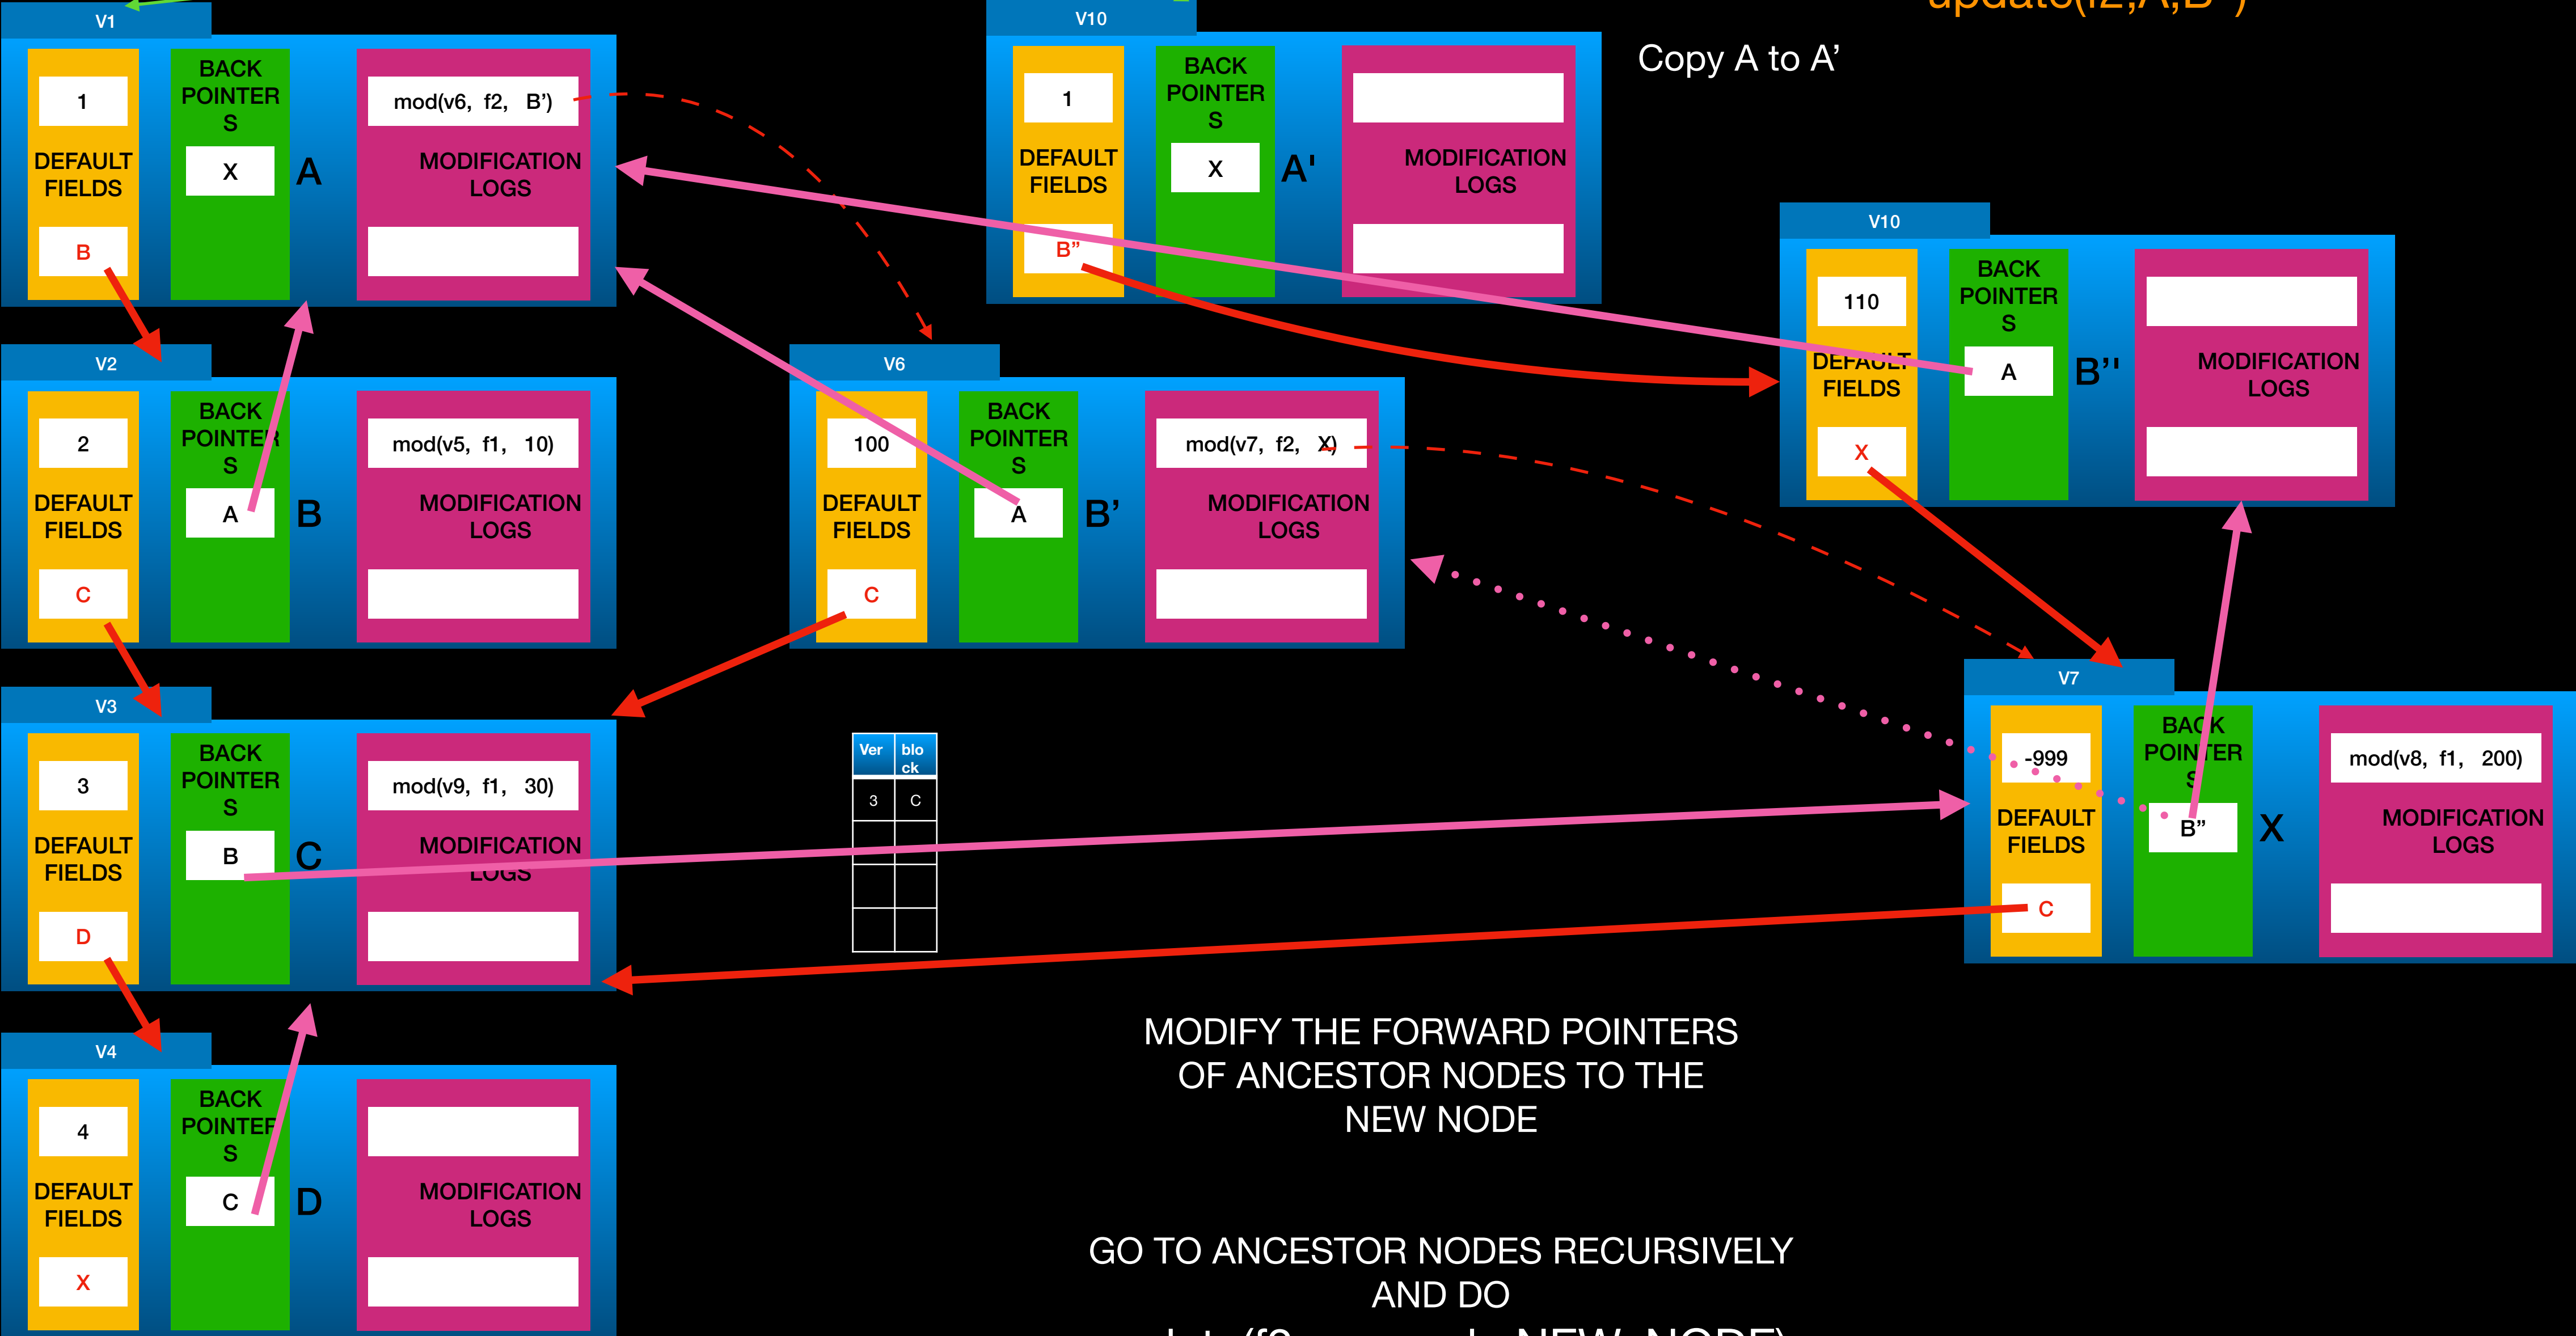 V1
1
DEFAULT
FIELDS
B
BACK
POINTER
S
X
A
mod(v6, f2, B’)
MODIFICATION
LOGS
V10
1
DEFAULT
FIELDS
B”
BACK
POINTER
S
X
A'
MODIFICATION
LOGS
update(f2,A,B”)
Copy A to A’
V10
110
DEFAULT
FIELDS
X
BACK
POINTER
S
A
B''
MODIFICATION
LOGS
V2
2
DEFAULT
FIELDS
C
BACK
POINTER
S
A
B
mod(v5, f1, 10)
MODIFICATION
LOGS
V6
100
DEFAULT
FIELDS
C
BACK
POINTER
S
A
B’
mod(v7, f2, X)
MODIFICATION
LOGS
V3
3
DEFAULT
FIELDS
D
BACK
POINTER
S
B
C
mod(v9, f1, 30)
MODIFICATION
LOGS
Ver
blo
ck
3 C
V7
-999
DEFAULT
FIELDS
C
BACK
POINTER
S
B”
X
mod(v8, f1, 200)
MODIFICATION
LOGS
V4
4
DEFAULT
FIELDS
X
BACK
POINTER
S
C
D
MODIFICATION
LOGS
MODIFY THE FORWARD POINTERS
OF ANCESTOR NODES TO THE
NEW NODE
GO TO ANCESTOR NODES RECURSIVELY
AND DO
NEW_NODE)